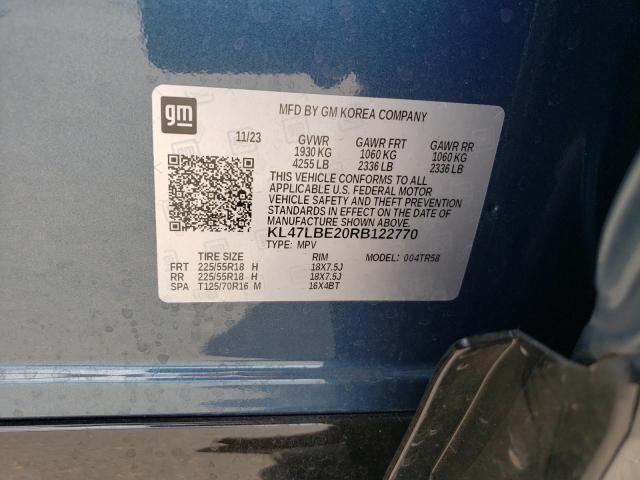 gm
MFD BY GM KOREA COMPANY
11/23 GVWR GAWR FRT GAWR RR
1930 KG 1060 KG 1060 KG
4255 LB 2336 LB 2336 LB
THIS VEHICLE CONFORMS TO ALL
APPLICABLE U.S. FEDERAL MOTOR
VEHICLE SAFETY AND THEFT PREVENTION
STANDARDS IN EFFECT ON THE DATE OF
MANUFACTURE SHOWN ABOVE.
KL47LBE20RB122770
TYPE: MPV
TIRE SIZE RIM MODEL: 004TR58
FRT 225/55R18 H 18X7.5J
RR 225/55R18 H 18X7.5J
SPA T125/70R16 M 16X4BT